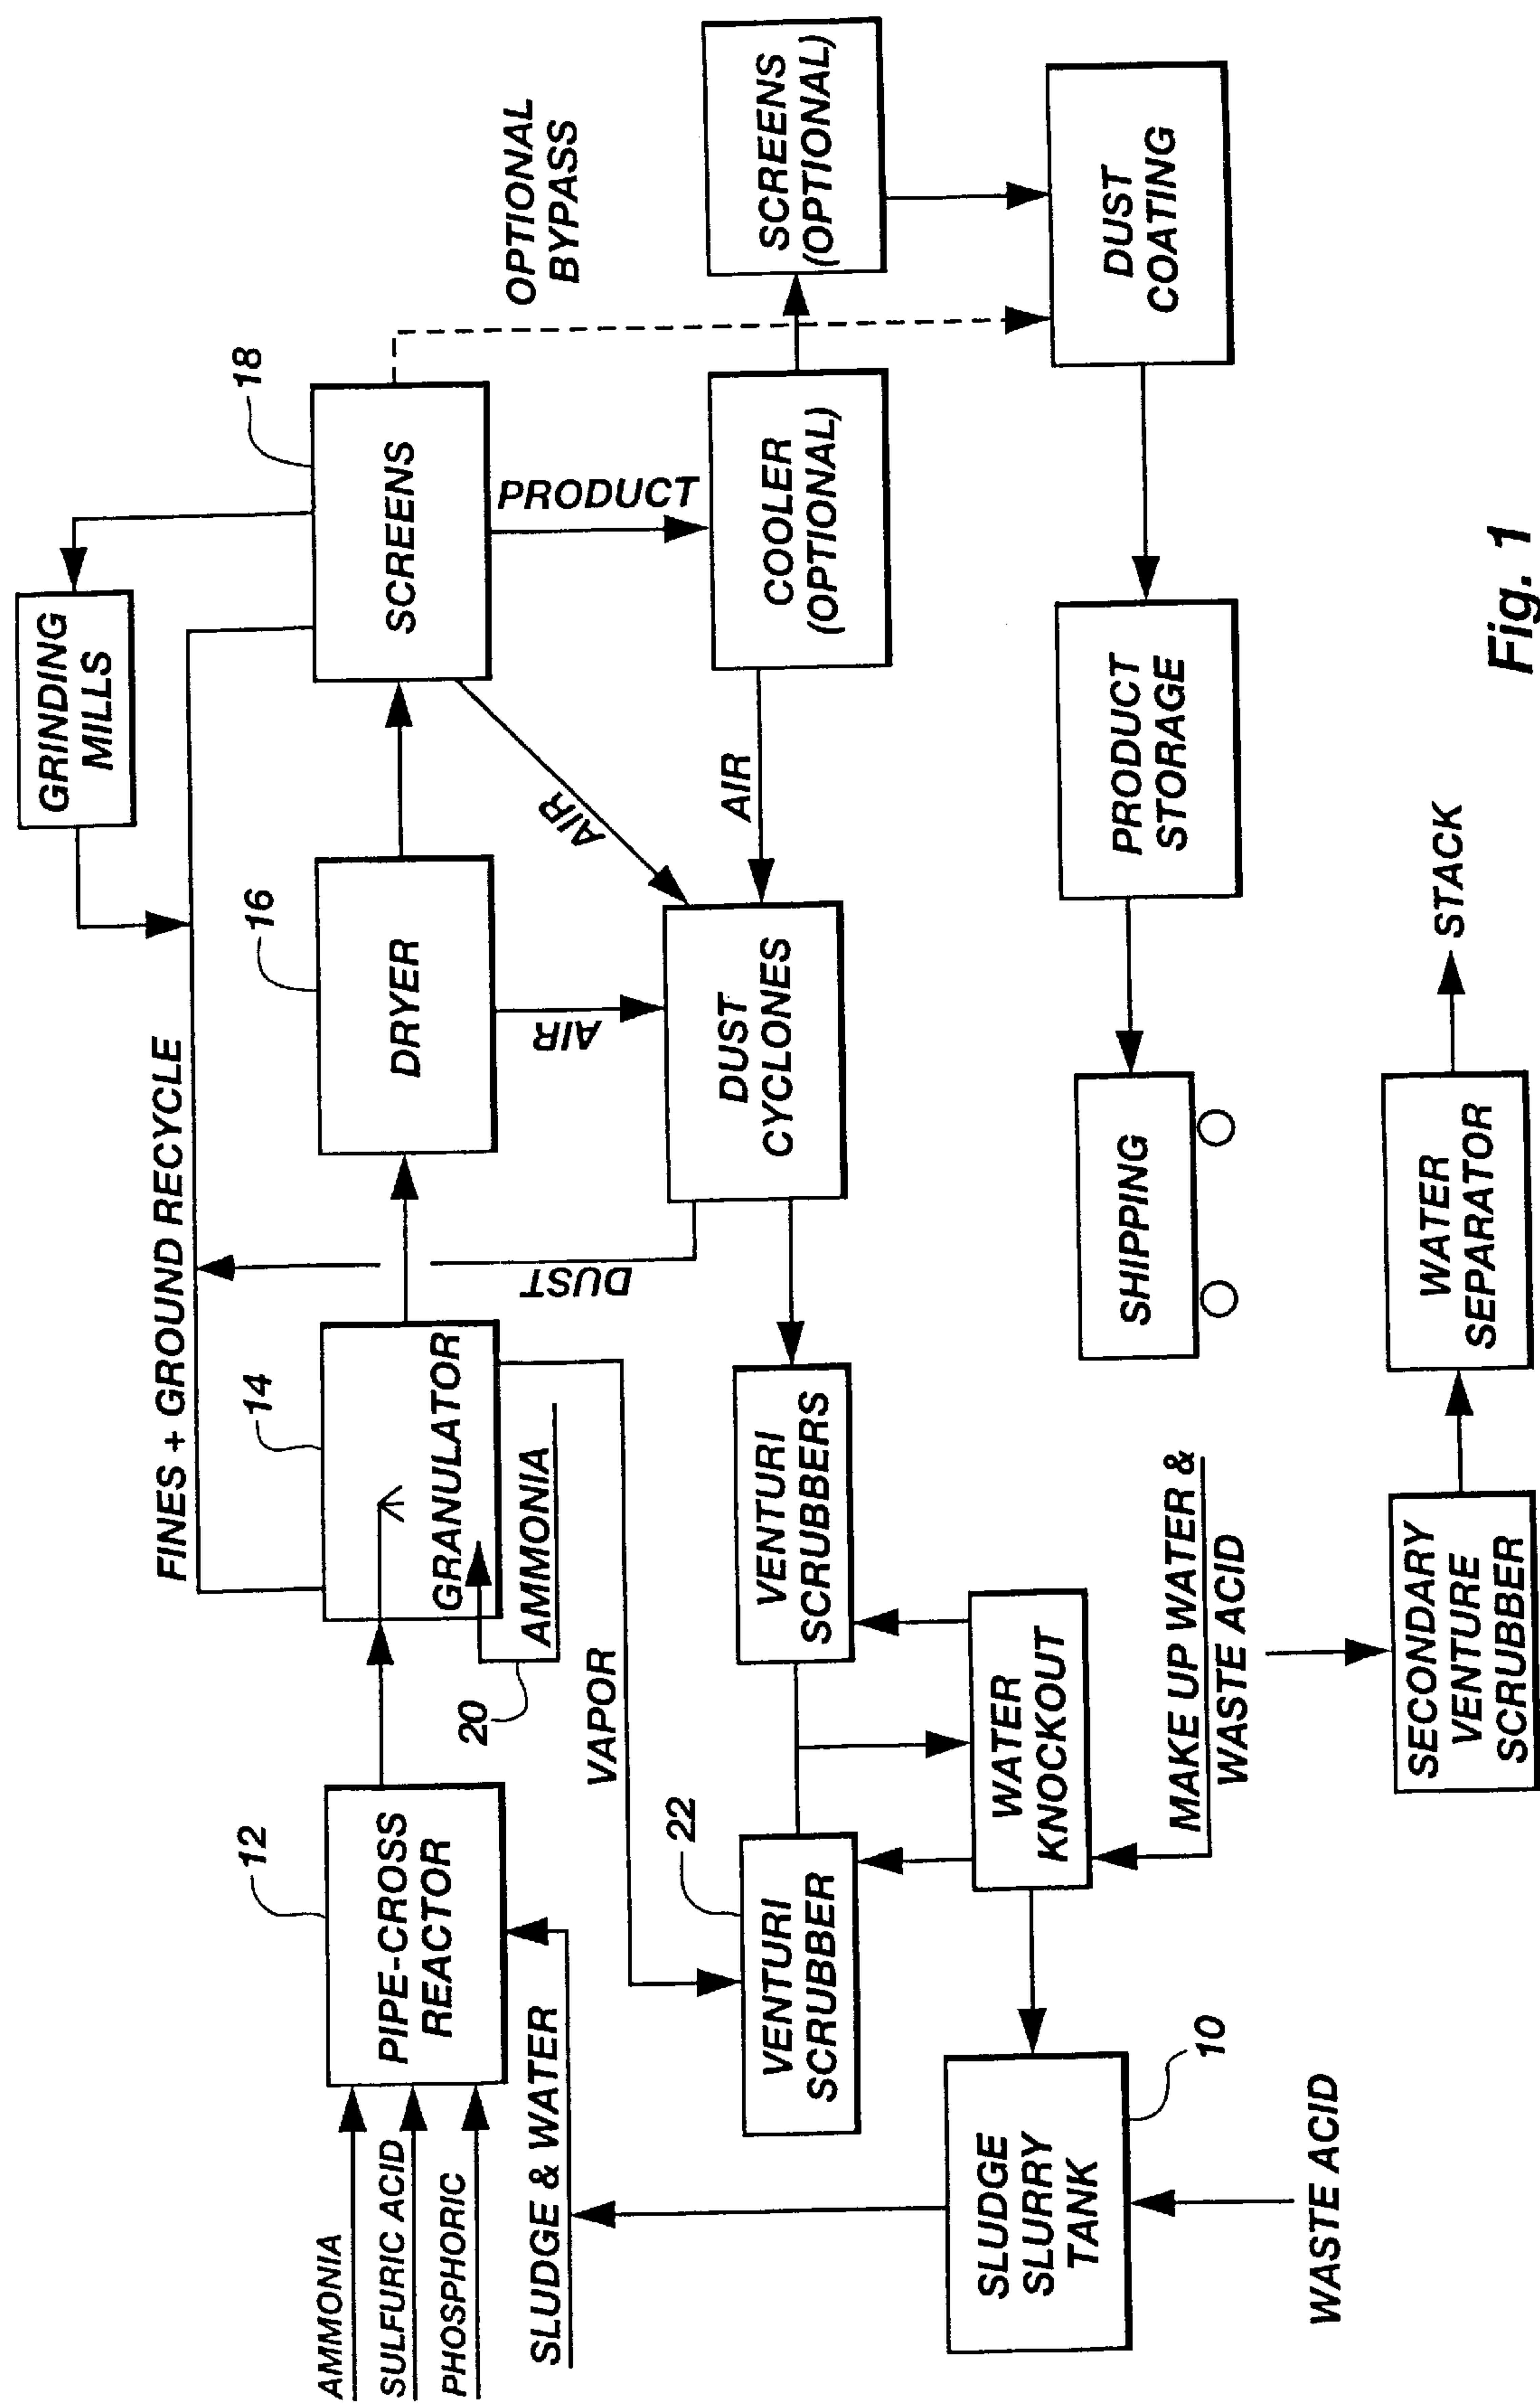 GRINDING
MILLS
FINES + GROUND RECYCLE
12
14
16
18
AMMONIA
SULFURIC ACID
PHOSPHORIC
PIPE-CROSS
REACTOR
GRANULATOR
DRYER
SCREENS
OPTIONAL
BYPASS
20
AMMONIA
SLUDGE & WATER
VAPOR
DUST
AIR
AIR
PRODUCT
22
VENTURI
SCRUBBER
VENTURI
SCRUBBERS
DUST
CYCLONES
AIR
COOLER
(OPTIONAL)
SCREENS
(OPTIONAL)
SLUDGE
SLURRY
TANK
10
WATER
KNOCKOUT
SHIPPING
PRODUCT
STORAGE
DUST
COATING
MAKE UP WATER &
WASTE ACID
WASTE ACID
SECONDARY
VENTURE
SCRUBBER
WATER
SEPARATOR
STACK
Fig. 1